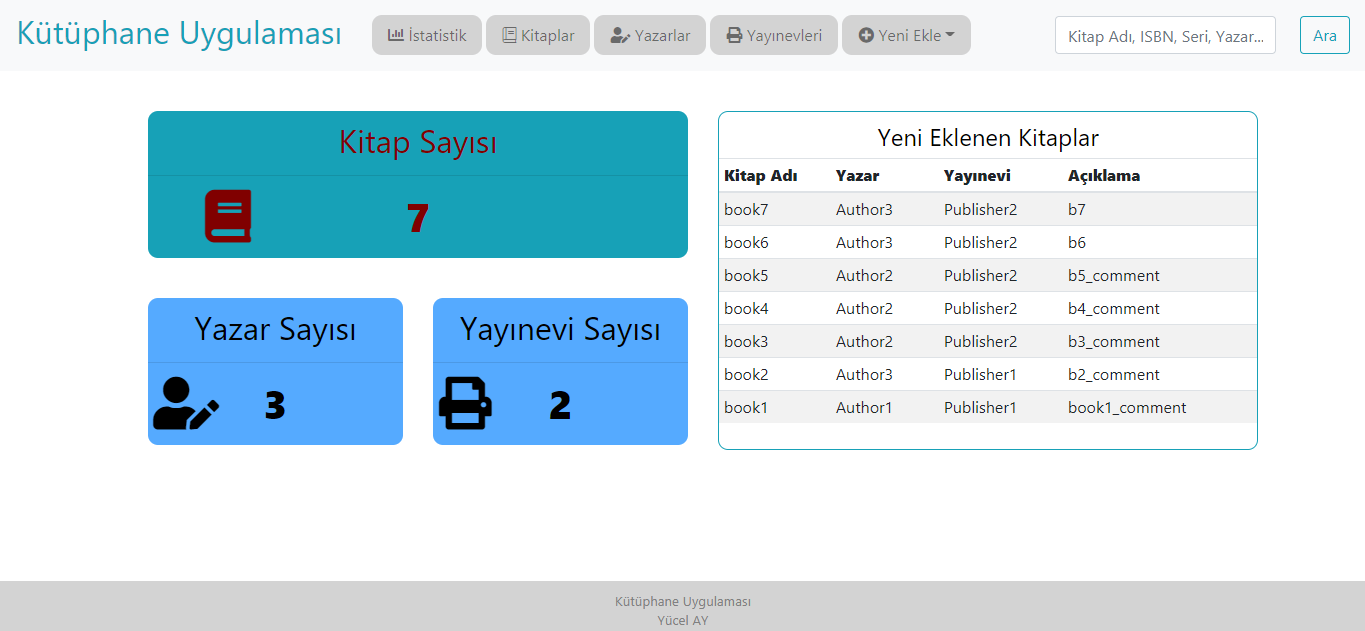 Kütüphane Uygulaması
İstatistik Kitaplar Yazarlar Yayınevleri Yeni Ekle
Kitap Adı, ISBN, Seri, Yazar... Ara
Kitap Sayısı
7
Yazar Sayısı
3
Yayınevi Sayısı
2
Yeni Eklenen Kitaplar
Kitap Adı Yazar Yayınevi Açıklama
book7 Author3 Publisher2 b7
book6 Author3 Publisher2 b6
book5 Author2 Publisher2 b5_comment
book4 Author2 Publisher2 b4_comment
book3 Author2 Publisher2 b3_comment
book2 Author3 Publisher1 b2_comment
book1 Author1 Publisher1 book1_comment
Kütüphane Uygulaması
Yücel AY